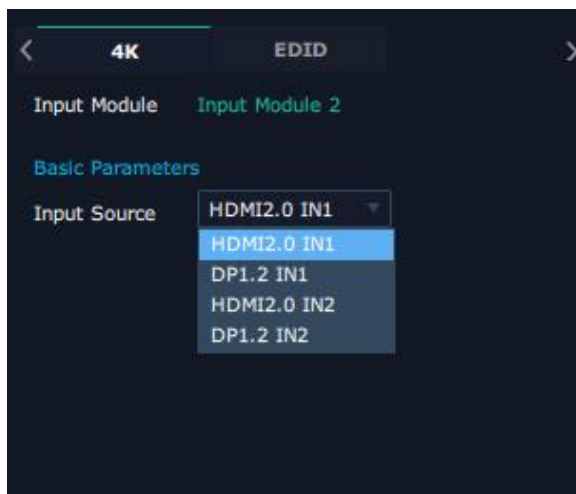 4K EDID
Input Module Input Module 2
Basic Parameters
Input Source HDMI2.0 IN1
HDMI2.0 IN1
DP1.2 IN1
HDMI2.0 IN2
DP1.2 IN2